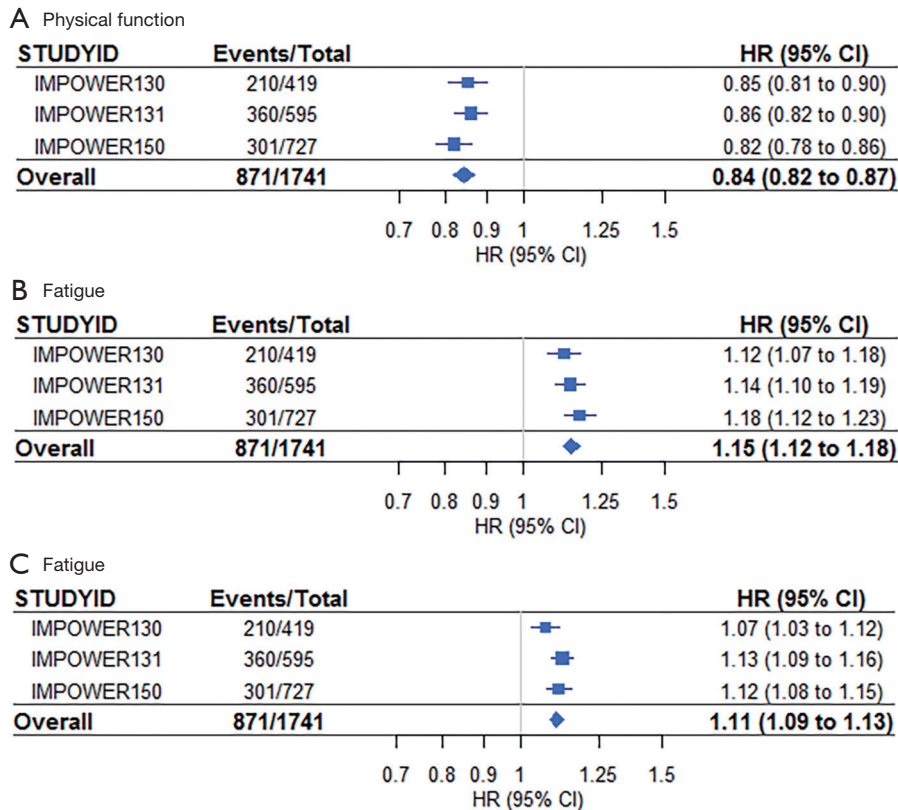 A Physical function
STUDYID Events/Total HR (95% CI)
IMPOWER130 210/419 0.85 (0.81 to 0.90)
IMPOWER131 360/595 0.86 (0.82 to 0.90)
IMPOWER150 301/727 0.82 (0.78 to 0.86)
Overall 871/1741 0.84 (0.82 to 0.87)
0.7 0.8 0.9 1 1.25 1.5
HR (95% CI)
B Fatigue
STUDYID Events/Total HR (95% CI)
IMPOWER130 210/419 1.12 (1.07 to 1.18)
IMPOWER131 360/595 1.14 (1.10 to 1.19)
IMPOWER150 301/727 1.18 (1.12 to 1.23)
Overall 871/1741 1.15 (1.12 to 1.18)
0.7 0.8 0.9 1 1.25 1.5
HR (95% CI)
C Fatigue
STUDYID Events/Total HR (95% CI)
IMPOWER130 210/419 1.07 (1.03 to 1.12)
IMPOWER131 360/595 1.13 (1.09 to 1.16)
IMPOWER150 301/727 1.12 (1.08 to 1.15)
Overall 871/1741 1.11 (1.09 to 1.13)
0.7 0.8 0.9 1 1.25 1.5
HR (95% CI)